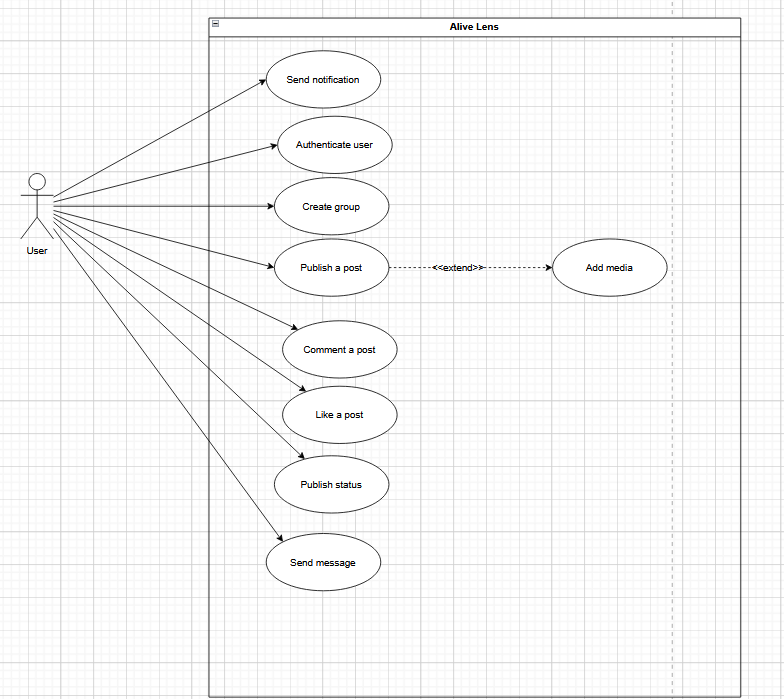 Alive Lens
Send notification
Authenticate user
Create group
User
Publish a post
<<extend>>
Add media
Comment a post
Like a post
Publish status
Send message